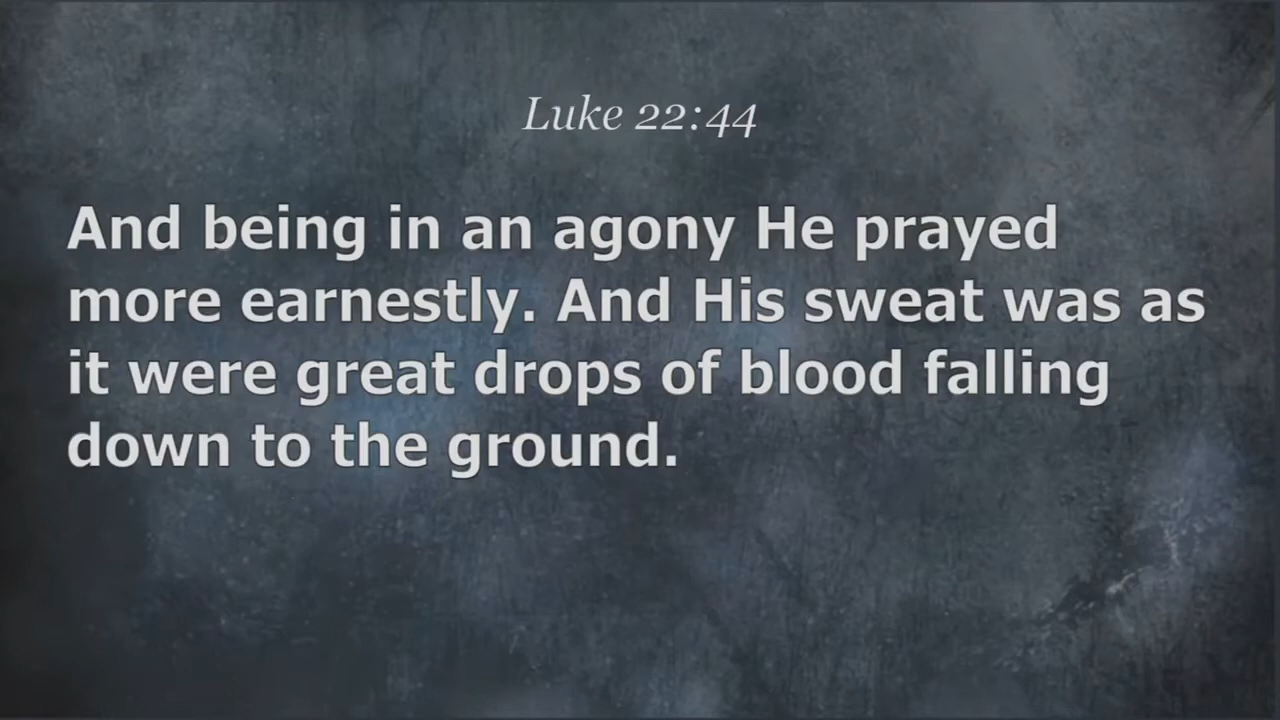 Luke 22:44
And being in an agony He prayed
more earnestly. And His sweat was as
it were great drops of blood falling
down to the ground.